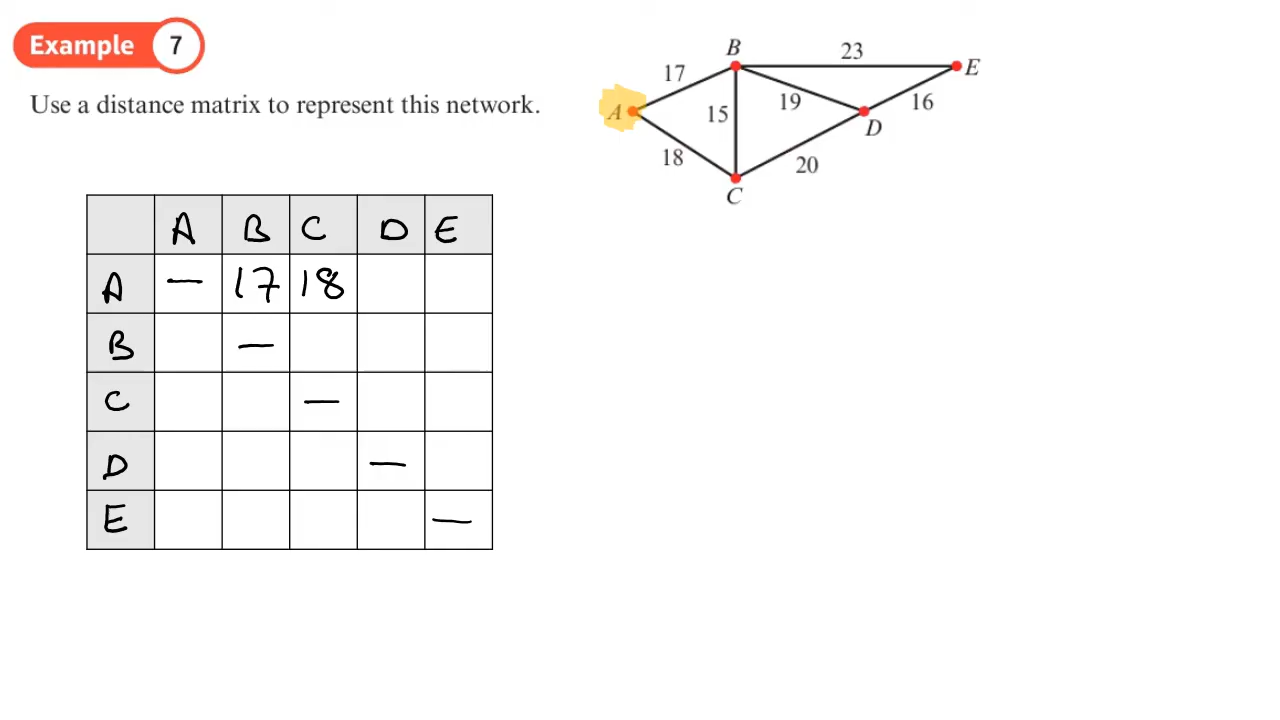 Example 7
Use a distance matrix to represent this network.
B
23
E
17
19
16
A
15
D
18
20
C
A B C D E
A — 17 18
B —
C —
D —
E —